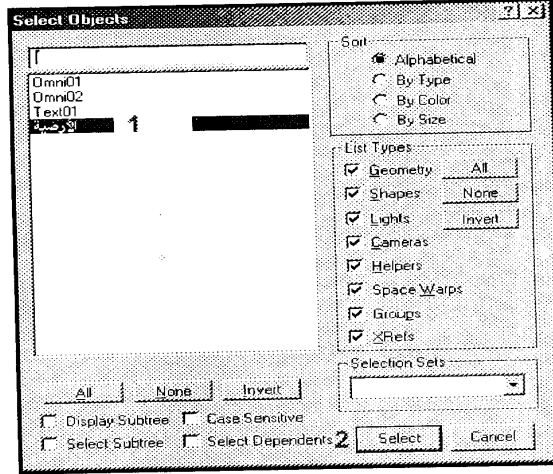 Select Objects
Omni01
Omni02
Text01
الأرضية 1
All None Invert
Display Subtree Case Sensitive
Select Subtree Select Dependents
Sort
Alphabetical
By Type
By Color
By Size
List Types
Geometry All
Shapes None
Lights Invert
Cameras
Helpers
Space Warps
Groups
XRefs
Selection Sets
2 Select Cancel